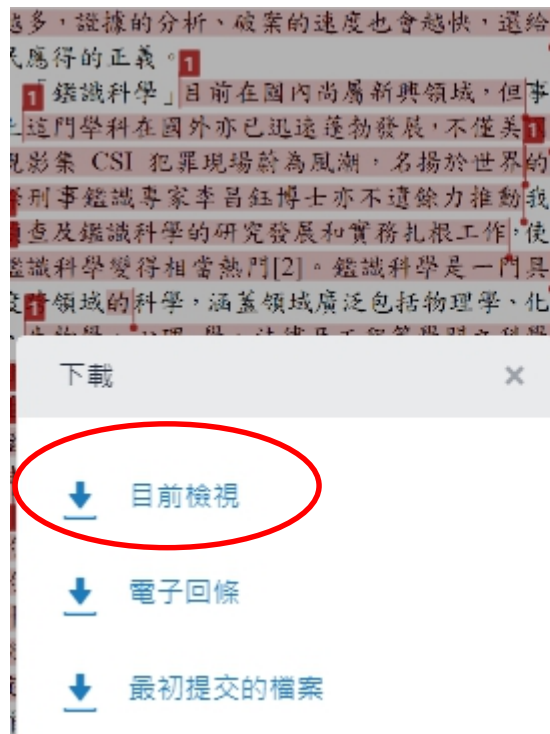 越多，證據的分析、破案的速度也會越快，還給
民應得的正義。1
1「鑑識科學」目前在國內尚屬新興領域，但事
這門學科在國外亦已迅速蓬勃發展，不僅美1
影集 CSI 犯罪現場蔚為風潮，名揚於世界的
刑事鑑識專家李昌鈺博士亦不遺餘力推動我
查及鑑識科學的研究發展和實務扎根工作，使
鑑識科學變得相當熱門[2]。鑑識科學是一門具
1領域的科學，涵蓋領域廣泛包括物理學、化
下載 ×
目前檢視
電子回條
最初提交的檔案